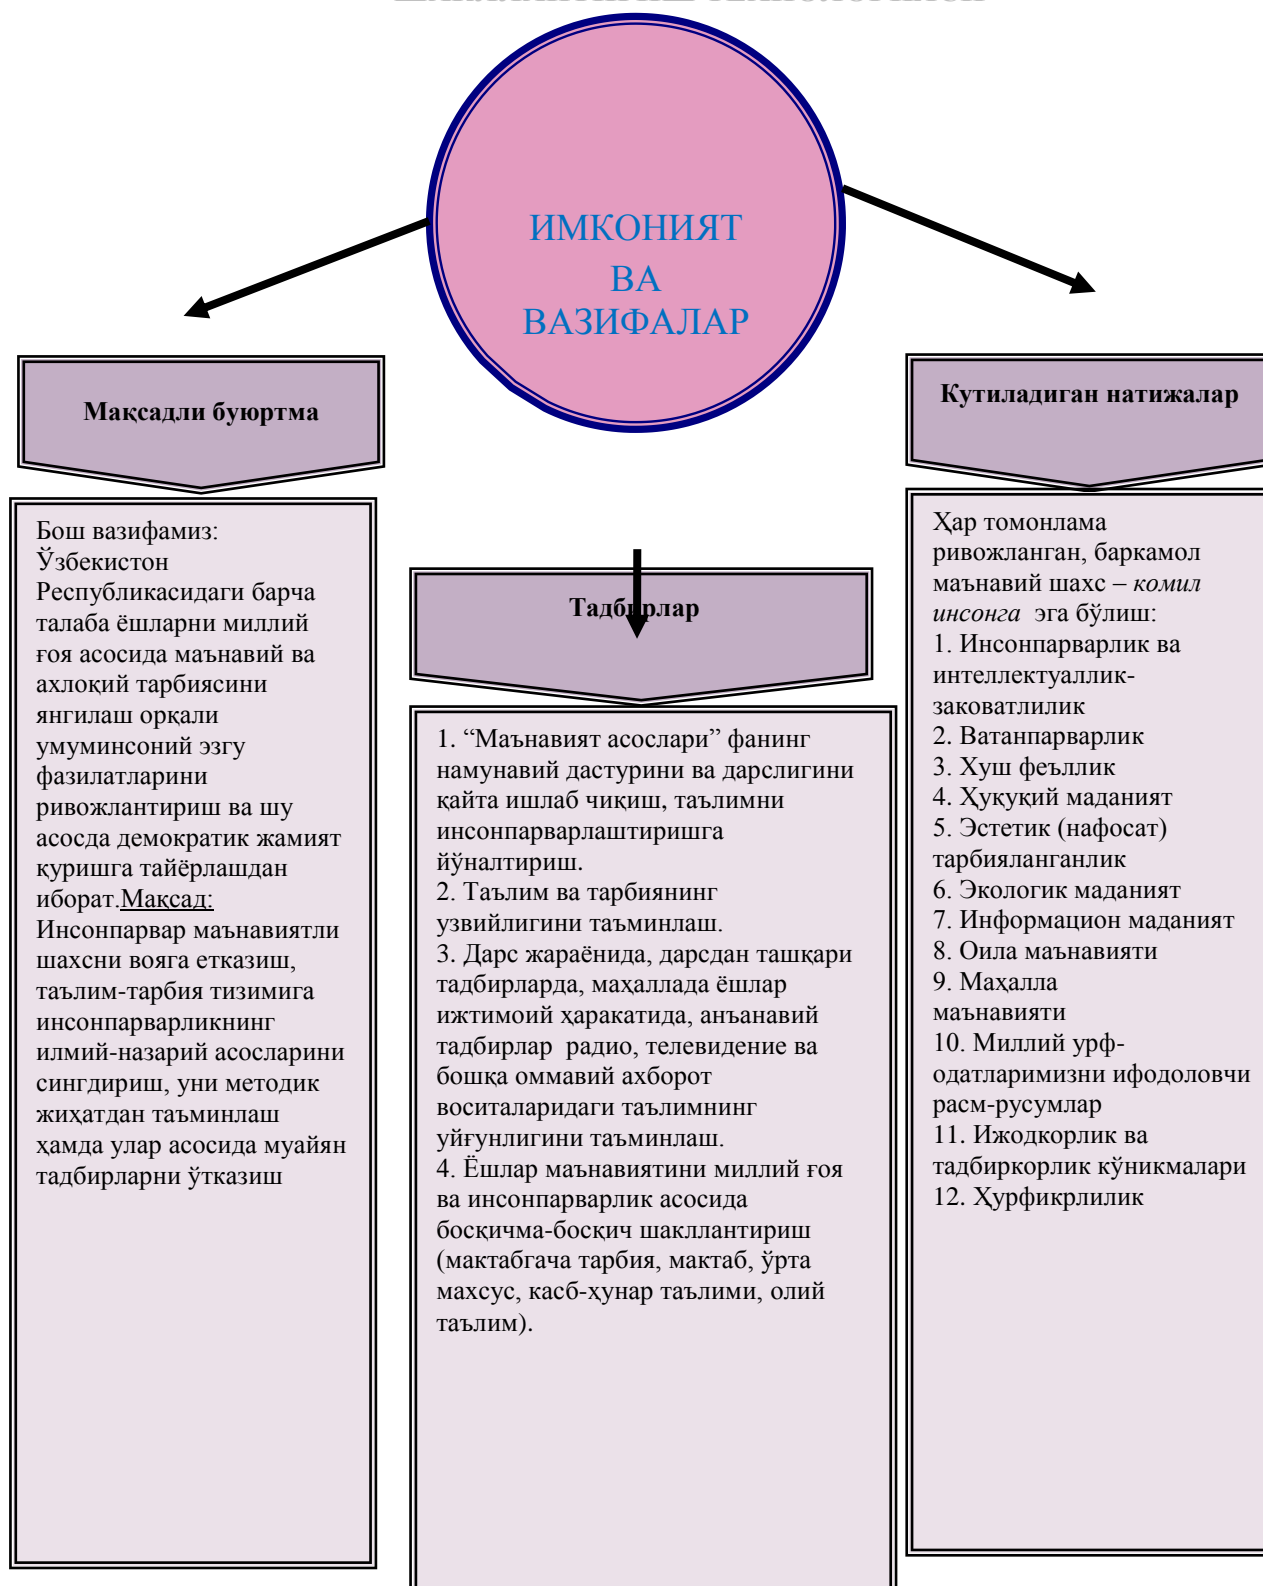 ИМКОНИЯТ
ВА
ВАЗИФАЛАР
Мақсадли буюртма
Бош вазифамиз:
Ўзбекистон
Республикасидаги барча
талаба ёшларни миллий
ғоя асосида маънавий ва
ахлоқий тарбиясини
янгилаш орқали
умуминсоний эзгу
фазилатларини
ривожлантириш ва шу
асосда демократик жамият
қуришга тайёрлашдан
иборат.Мақсад:
Инсонпарвар маънавиятли
шахсни вояга етказиш,
таълим-тарбия тизимига
инсонпарварликнинг
илмий-назарий асосларини
сингдириш, уни методик
жиҳатдан таъминлаш
ҳамда улар асосида муайян
тадбирларни ўтказиш
Тадбирлар
1. “Маънавият асослари” фанинг
намунавий дастурини ва дарслигини
қайта ишлаб чиқиш, таълимни
инсонпарварлаштиришга
йўналтириш.
2. Таълим ва тарбиянинг
узвийлигини таъминлаш.
3. Дарс жараёнида, дарсдан ташқари
тадбирларда, маҳаллада ёшлар
ижтимоий ҳаракатида, анъанавий
тадбирлар радио, телевидение ва
бошқа оммавий ахборот
воситаларидаги таълимнинг
уйғунлигини таъминлаш.
4. Ёшлар маънавиятини миллий ғоя
ва инсонпарварлик асосида
босқичма-босқич шакллантириш
(мактабгача тарбия, мактаб, ўрта
махсус, касб-ҳунар таълими, олий
таълим).
Кутиладиган натижалар
Ҳар томонлама
ривожланган, баркамол
маънавий шахс – комил
инсонга эга бўлиш:
1. Инсонпарварлик ва
интеллектуаллик-
заковатлилик
2. Ватанпарварлик
3. Хуш феъллик
4. Ҳуқуқий маданият
5. Эстетик (нафосат)
тарбияланганлик
6. Экологик маданият
7. Информацион маданият
8. Оила маънавияти
9. Маҳалла
маънавияти
10. Миллий урф-
одатларимизни ифодоловчи
расм-русумлар
11. Ижодкорлик ва
тадбиркорлик кўникмалари
12. Ҳурфикрлилик